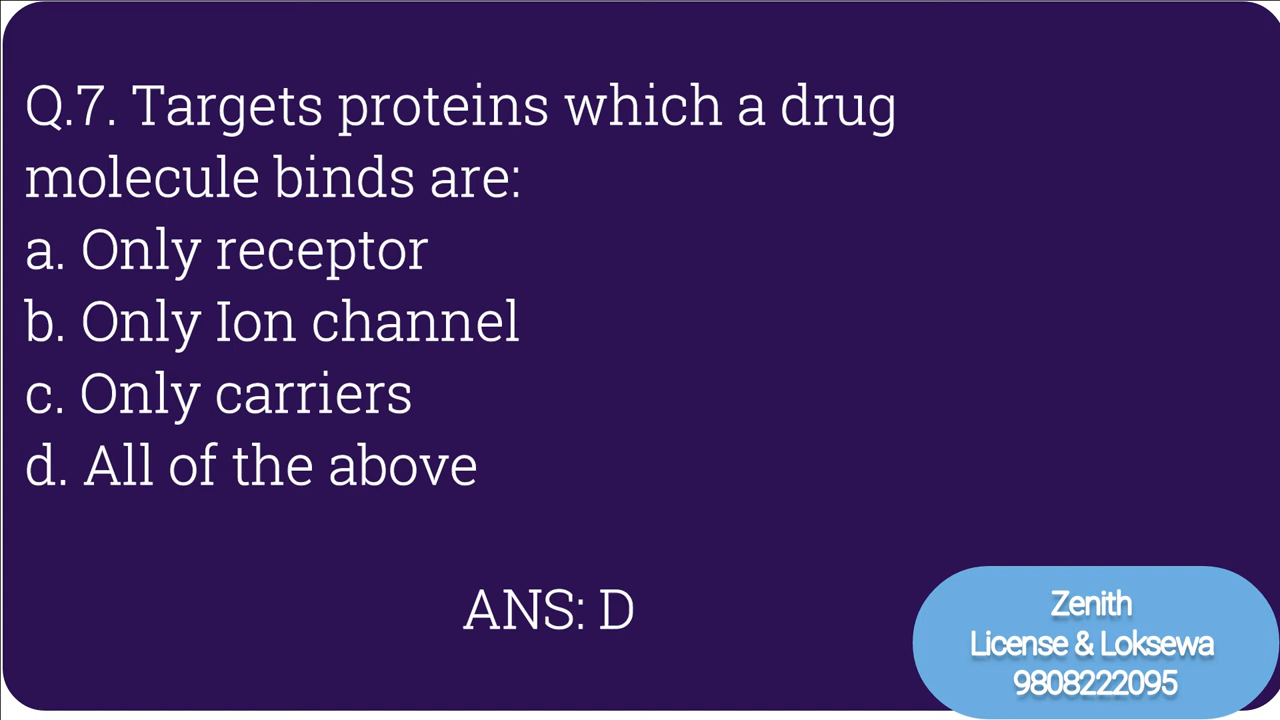 Q.7. Targets proteins which a drug
molecule binds are:
a. Only receptor
b. Only Ion channel
c. Only carriers
d. All of the above
ANS: D
Zenith
License & Loksewa
9808222095